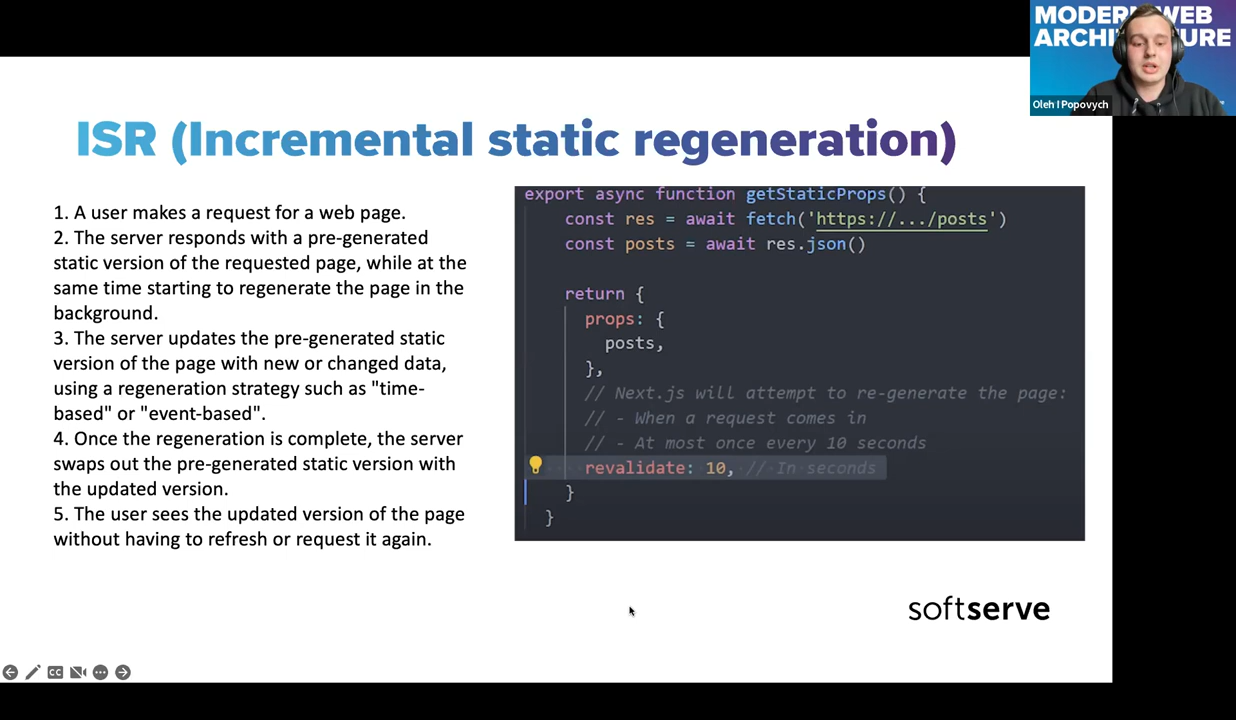 MODERN WEB
ARCHITECTURE
Oleh I Popovych
ISR (Incremental static regeneration)
1. A user makes a request for a web page.
2. The server responds with a pre-generated
static version of the requested page, while at the
same time starting to regenerate the page in the
background.
3. The server updates the pre-generated static
version of the page with new or changed data,
using a regeneration strategy such as "time-
based" or "event-based".
4. Once the regeneration is complete, the server
swaps out the pre-generated static version with
the updated version.
5. The user sees the updated version of the page
without having to refresh or request it again.
export async function getStaticProps() {
const res = await fetch('https://.../posts')
const posts = await res.json()
return {
props: {
posts,
},
// Next.js will attempt to re-generate the page:
// - When a request comes in
// - At most once every 10 seconds
revalidate: 10, // In seconds
}
}
softserve
CC